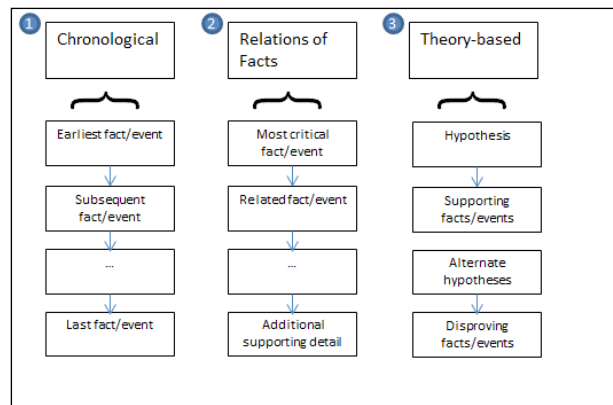 1
Chronological
Earliest fact/event
Subsequent
fact/event
...
Last fact/event
2
Relations of
Facts
Most critical
fact/event
Related fact/event
...
Additional
supporting detail
3
Theory-based
Hypothesis
Supporting
facts/events
Alternate
hypotheses
Disproving
facts/events